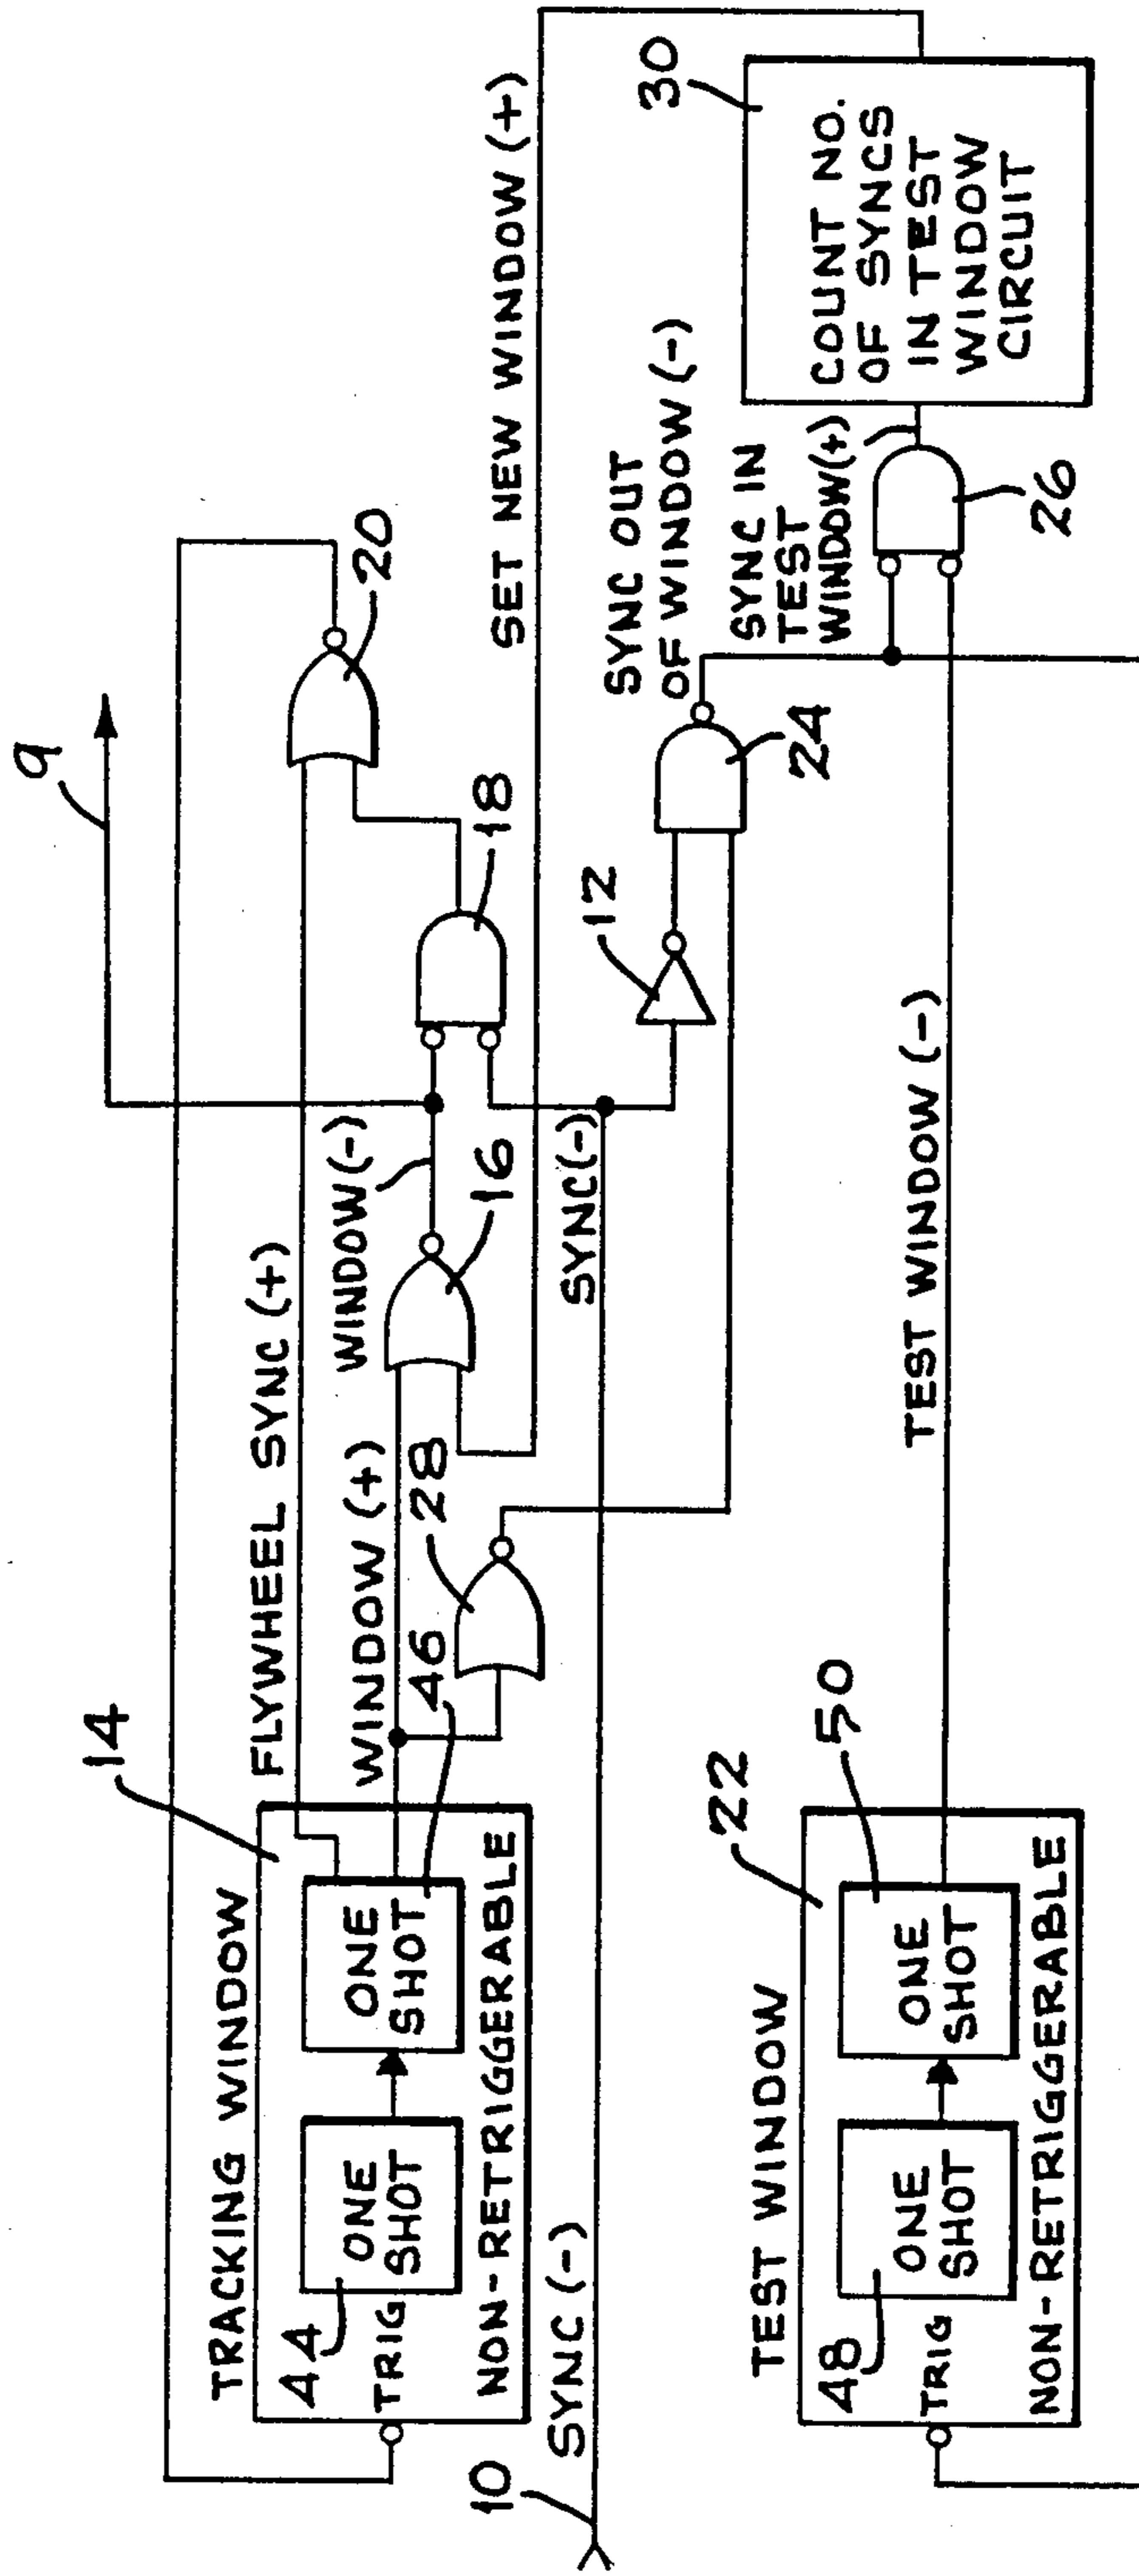 9
20
18
SET NEW WINDOW (+)
30
COUNT NO.
OF SYNCS
IN TEST
WINDOW
CIRCUIT
SYNC OUT
OF WINDOW (-)
SYNC IN
TEST
WINDOW(+)
24
26
12
FLYWHEEL SYNC (+)
WINDOW(-)
16
SYNC(-)
WINDOW (+)
28
46
TEST WINDOW (-)
14
TRACKING WINDOW
44
ONE
SHOT
ONE
SHOT
TRIG
NON-RETRIGGERABLE
10
SYNC (-)
22
50
TEST WINDOW
48
ONE
SHOT
ONE
SHOT
TRIG
NON-RETRIGGERABLE